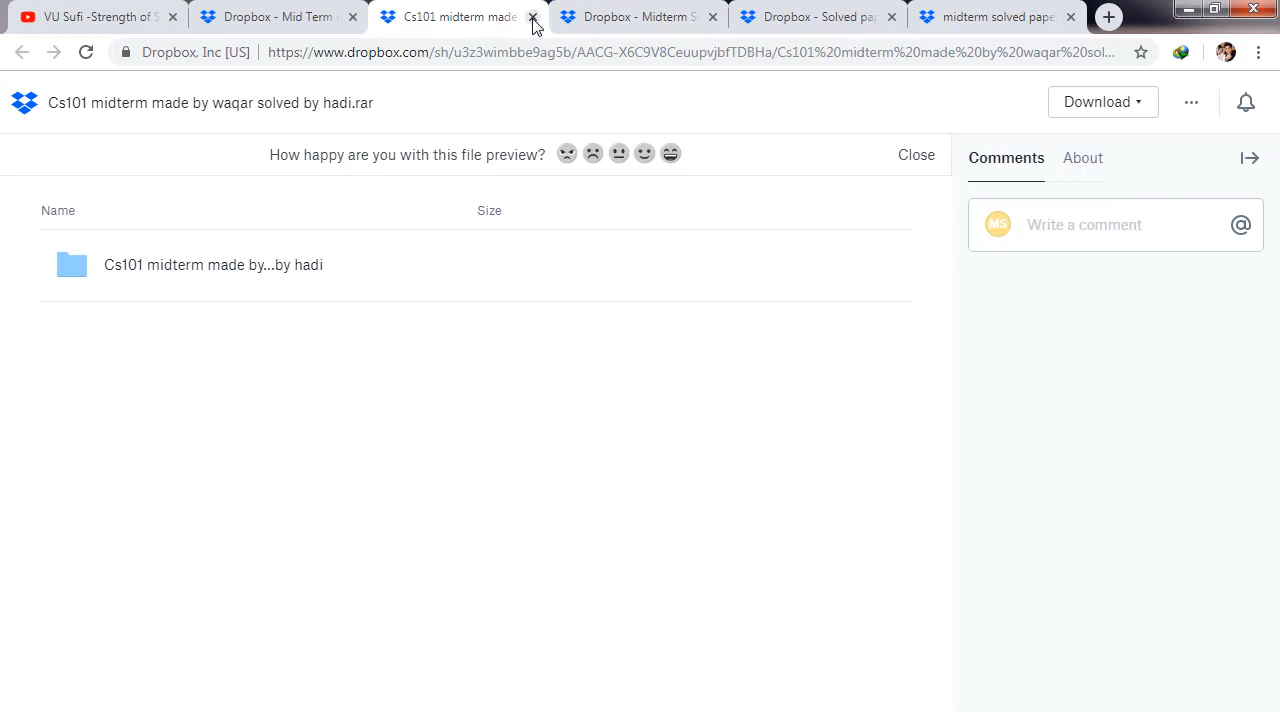 VU Sufi -Strength of S
Dropbox - Mid Term
Cs101 midterm made
Dropbox - Midterm S
Dropbox - Solved pap
midterm solved pape
Dropbox, Inc [US]
https://www.dropbox.com/sh/u3z3wimbbe9ag5b/AACG-X6C9V8CeuupvJbfTDBHa/Cs101%20midterm%20made%20by%20waqar%20sol...
Cs101 midterm made by waqar solved by hadi.rar
Download
How happy are you with this file preview?
Close
Comments
About
Name
Size
MS
Write a comment
Cs101 midterm made by...by hadi